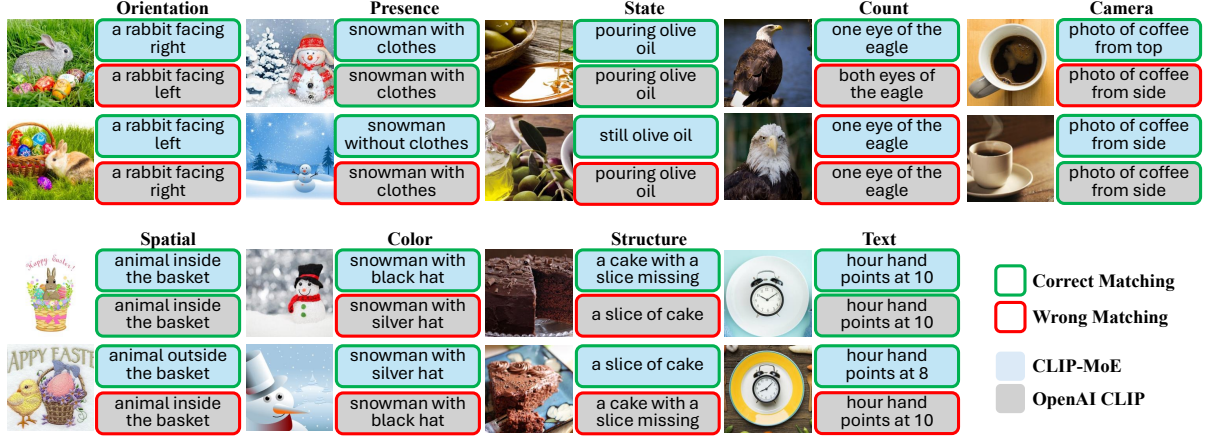 Orientation
a rabbit facing
right
a rabbit facing
left
a rabbit facing
left
a rabbit facing
right
Presence
snowman with
clothes
snowman with
clothes
snowman
without clothes
snowman with
clothes
State
pouring olive
oil
pouring olive
oil
still olive oil
pouring olive
oil
Count
one eye of the
eagle
both eyes of
the eagle
one eye of the
eagle
one eye of the
eagle
Camera
photo of coffee
from top
photo of coffee
from side
photo of coffee
from side
photo of coffee
from side
Spatial
Happy Easter!
animal inside
the basket
animal inside
the basket
APPY EASTE
animal outside
the basket
animal inside
the basket
Color
snowman with
black hat
snowman with
silver hat
snowman with
silver hat
snowman with
black hat
Structure
a cake with a
slice missing
a slice of cake
a slice of cake
a cake with a
slice missing
Text
hour hand
points at 10
hour hand
points at 10
hour hand
points at 8
hour hand
points at 10
Correct Matching
Wrong Matching
CLIP-MoE
OpenAI CLIP